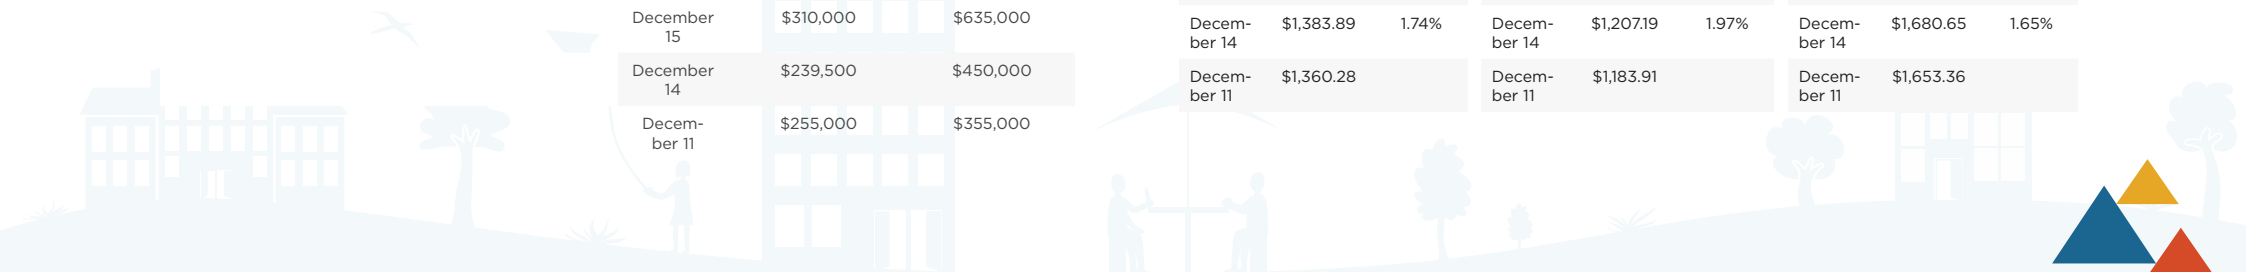 December $310,000 $635,000
15
December $239,500 $450,000
14
Decem- $255,000 $355,000
ber 11
Decem- $1,383.89 1.74%
ber 14
Decem- $1,360.28
ber 11
Decem- $1,207.19 1.97%
ber 14
Decem- $1,183.91
ber 11
Decem- $1,680.65 1.65%
ber 14
Decem- $1,653.36
ber 11